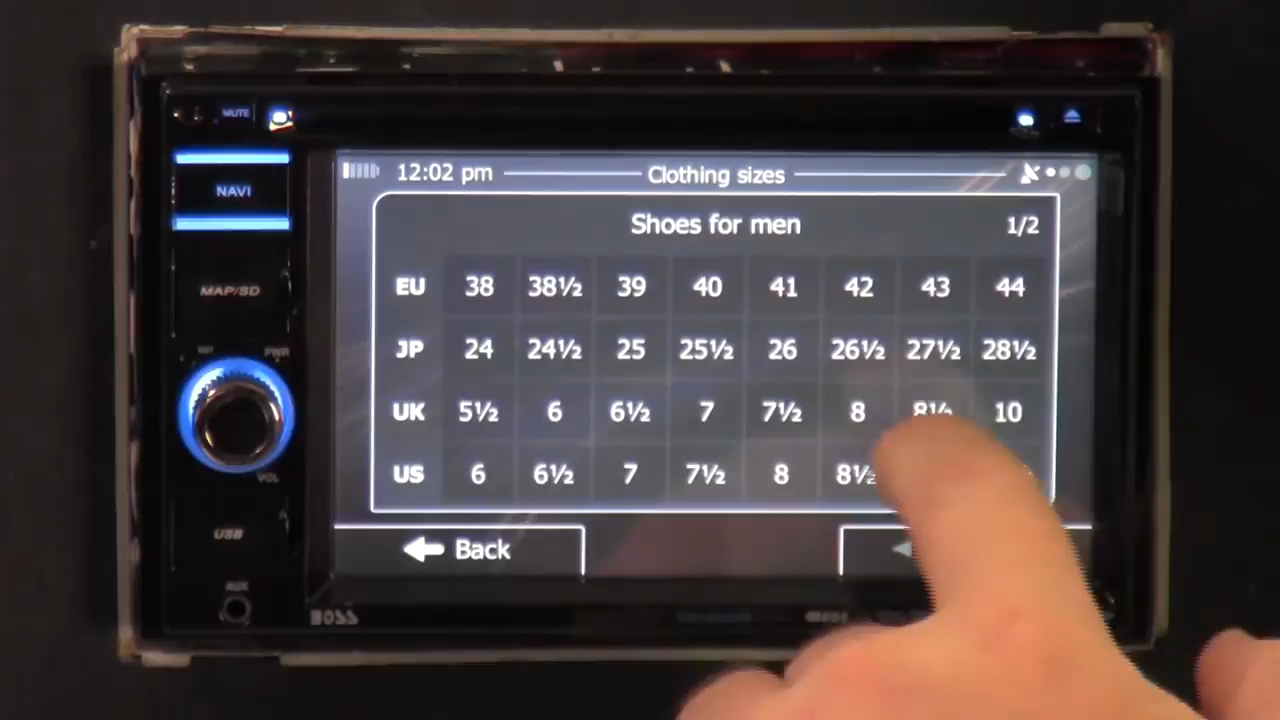 MUTE
NAVI
MAP/SD
PWR
VOL
USB
AUX
BOSS
12:02 pm Clothing sizes
Shoes for men 1/2
EU 38 38½ 39 40 41 42 43 44
JP 24 24½ 25 25½ 26 26½ 27½ 28½
UK 5½ 6 6½ 7 7½ 8 8½ 10
US 6 6½ 7 7½ 8 8½
Back